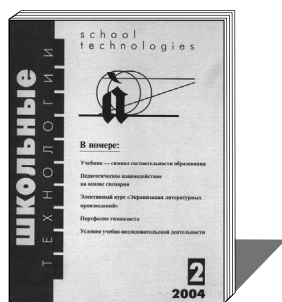 школьные
ТЕХНОЛОГИИ
school
technologies
В номере:
Учебник — символ состоятельности образования
Педагогическое взаимодействие
на основе сценария
Элективный курс «Экранизация литературных
произведений»
Портфолио гимназиста
Условия учебно-исследовательской деятельности
2
2004